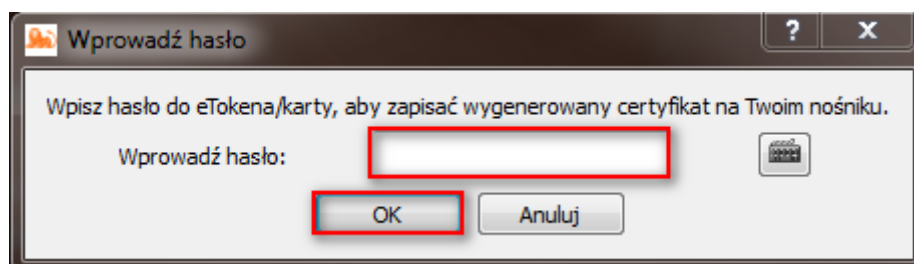 Wprowadź hasło
Wpisz hasło do eTokena/karty, aby zapisać wygenerowany certyfikat na Twoim nośniku.
Wprowadź hasło:
OK Anuluj